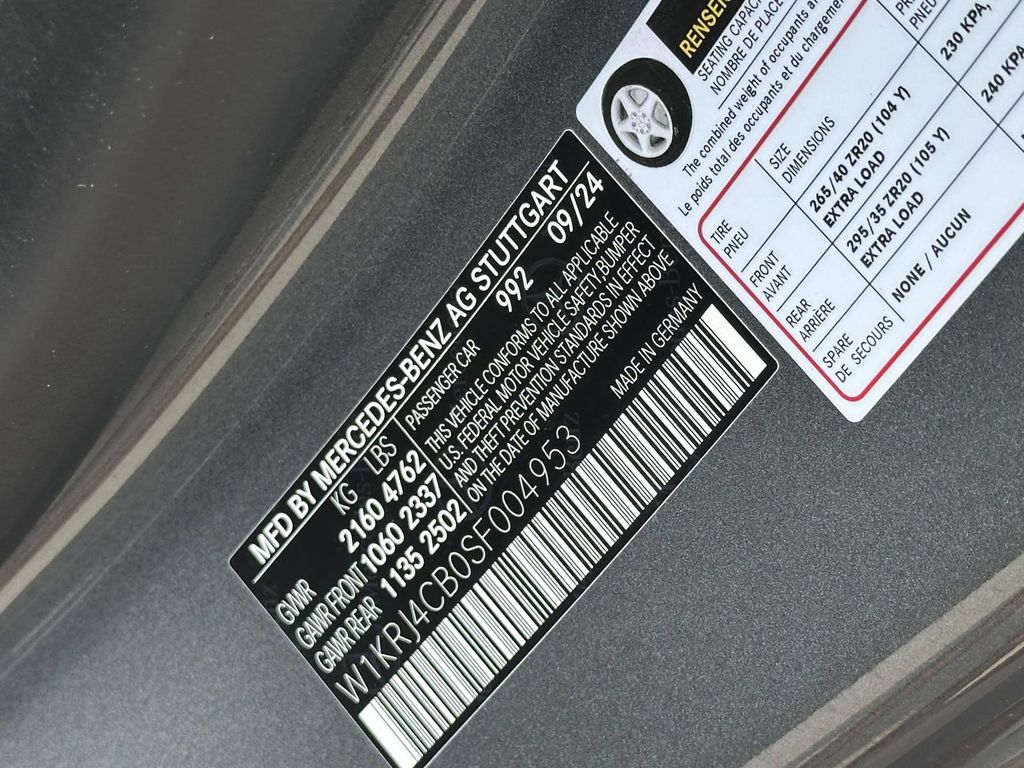 MFD BY MERCEDES-BENZ AG STUTTGART
KG LBS
992 09/24
GVWR 2160 4762
GAWR FRONT 1060 2337
GAWR REAR 1135 2502
PASSENGER CAR
THIS VEHICLE CONFORMS TO ALL APPLICABLE
U.S. FEDERAL MOTOR VEHICLE SAFETY BUMPER
AND THEFT PREVENTION STANDARDS IN EFFECT
ON THE DATE OF MANUFACTURE SHOWN ABOVE
W1KRJ4CB0SF004953
MADE IN GERMANY
SEATING CAPACI
NOMBRE DE PLACE
The combined weight of occupants
Le poids total des occupants et du chargement
TIRE
PNEU
SIZE
DIMENSIONS
PNEU
FRONT
AVANT
265/40 ZR20 (104 Y)
EXTRA LOAD
230 KPA,
REAR
ARRIÈRE
295/35 ZR20 (105 Y)
EXTRA LOAD
240 KPA
SPARE
DE SECOURS
NONE / AUCUN